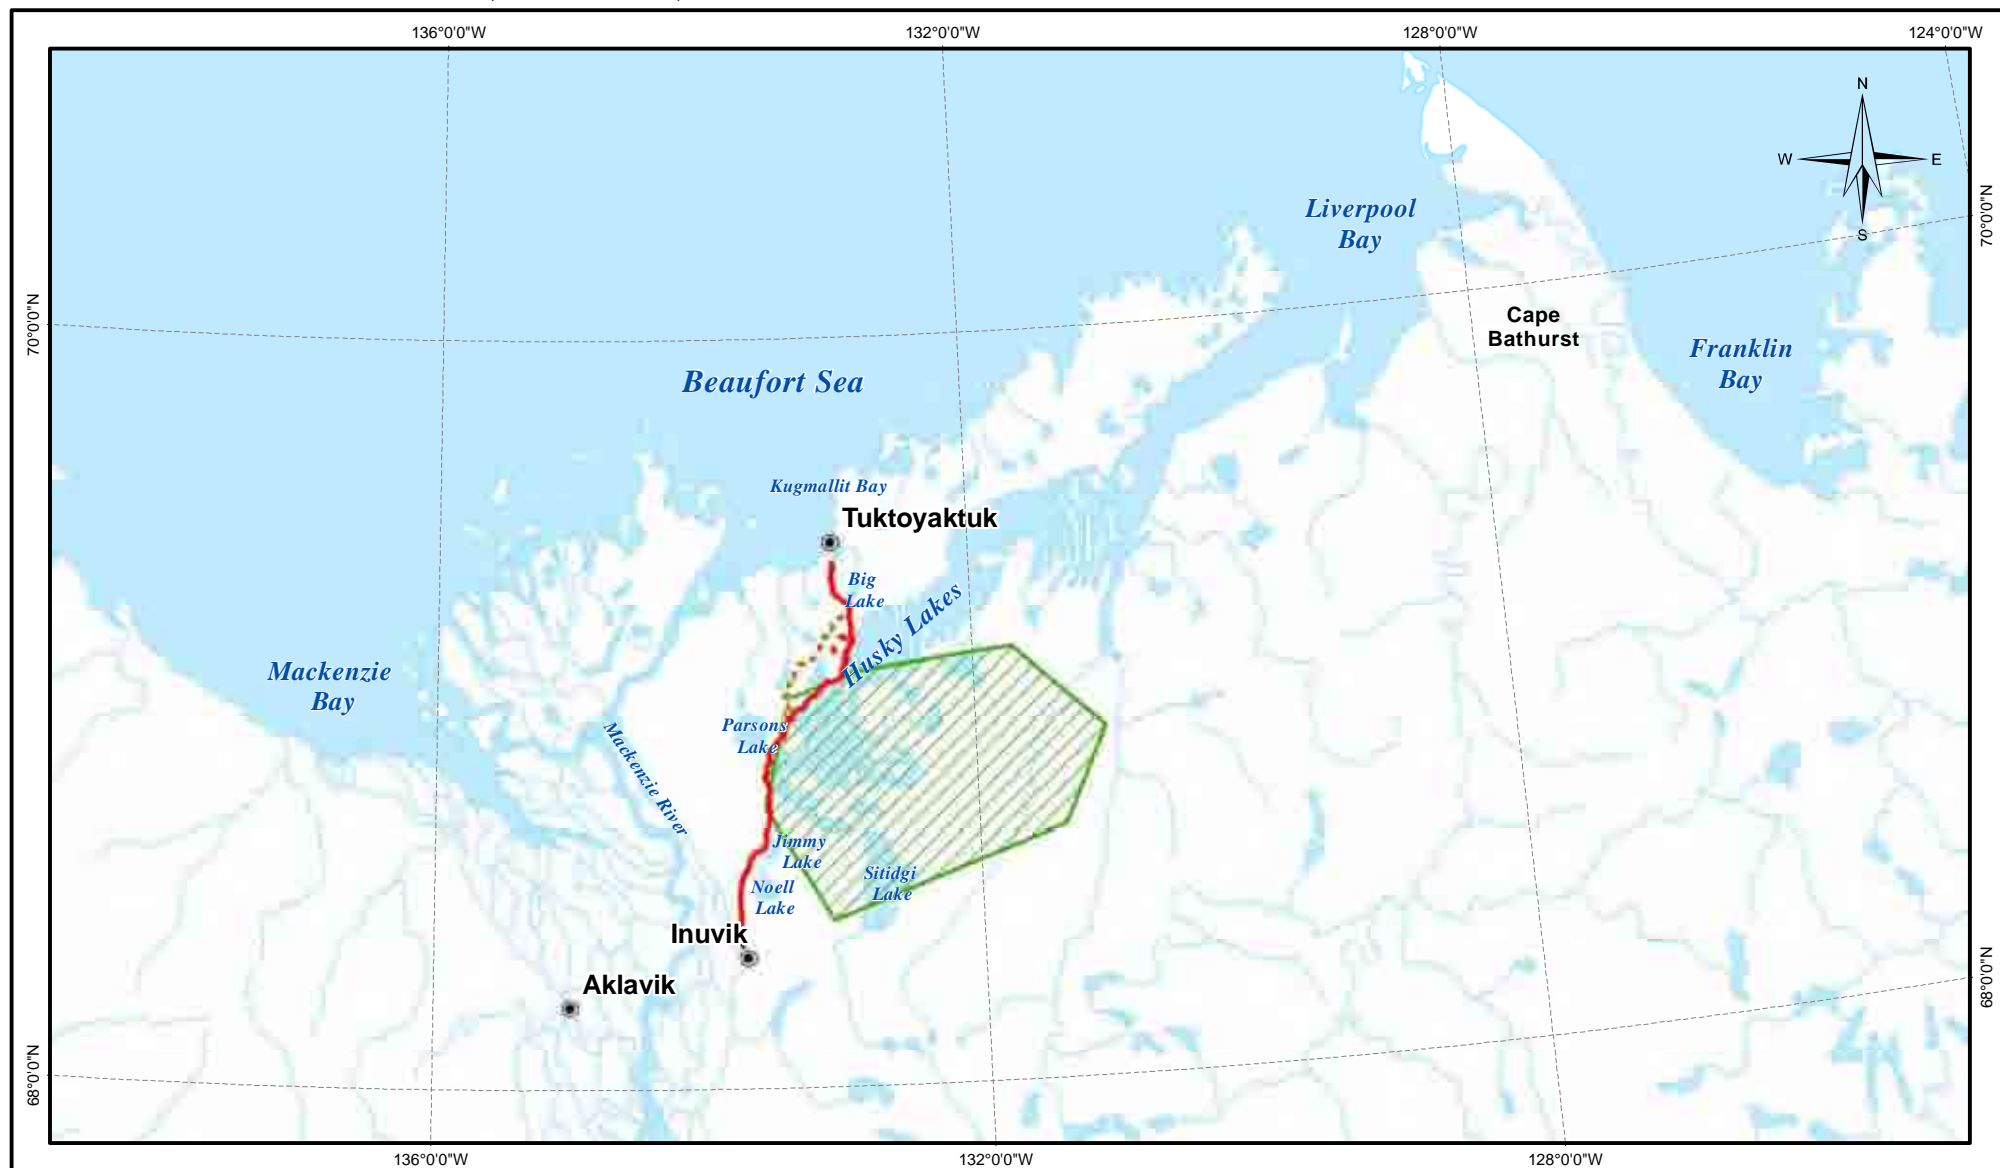 136°0'0"W
132°0'0"W
128°0'0"W
124°0'0"W
N
W
E
S
70°0'0"N
70°0'0"N
Liverpool
Bay
Cape
Bathurst
Franklin
Bay
Beaufort Sea
Kugmallit Bay
Tuktoyaktuk
Big
Lake
Husky Lakes
Mackenzie
Bay
Parsons
Lake
Mackenzie River
Jimmy
Lake
Sitidgi
Lake
Noell
Lake
Inuvik
Aklavik
68°0'0"N
68°0'0"N
136°0'0"W
132°0'0"W
128°0'0"W